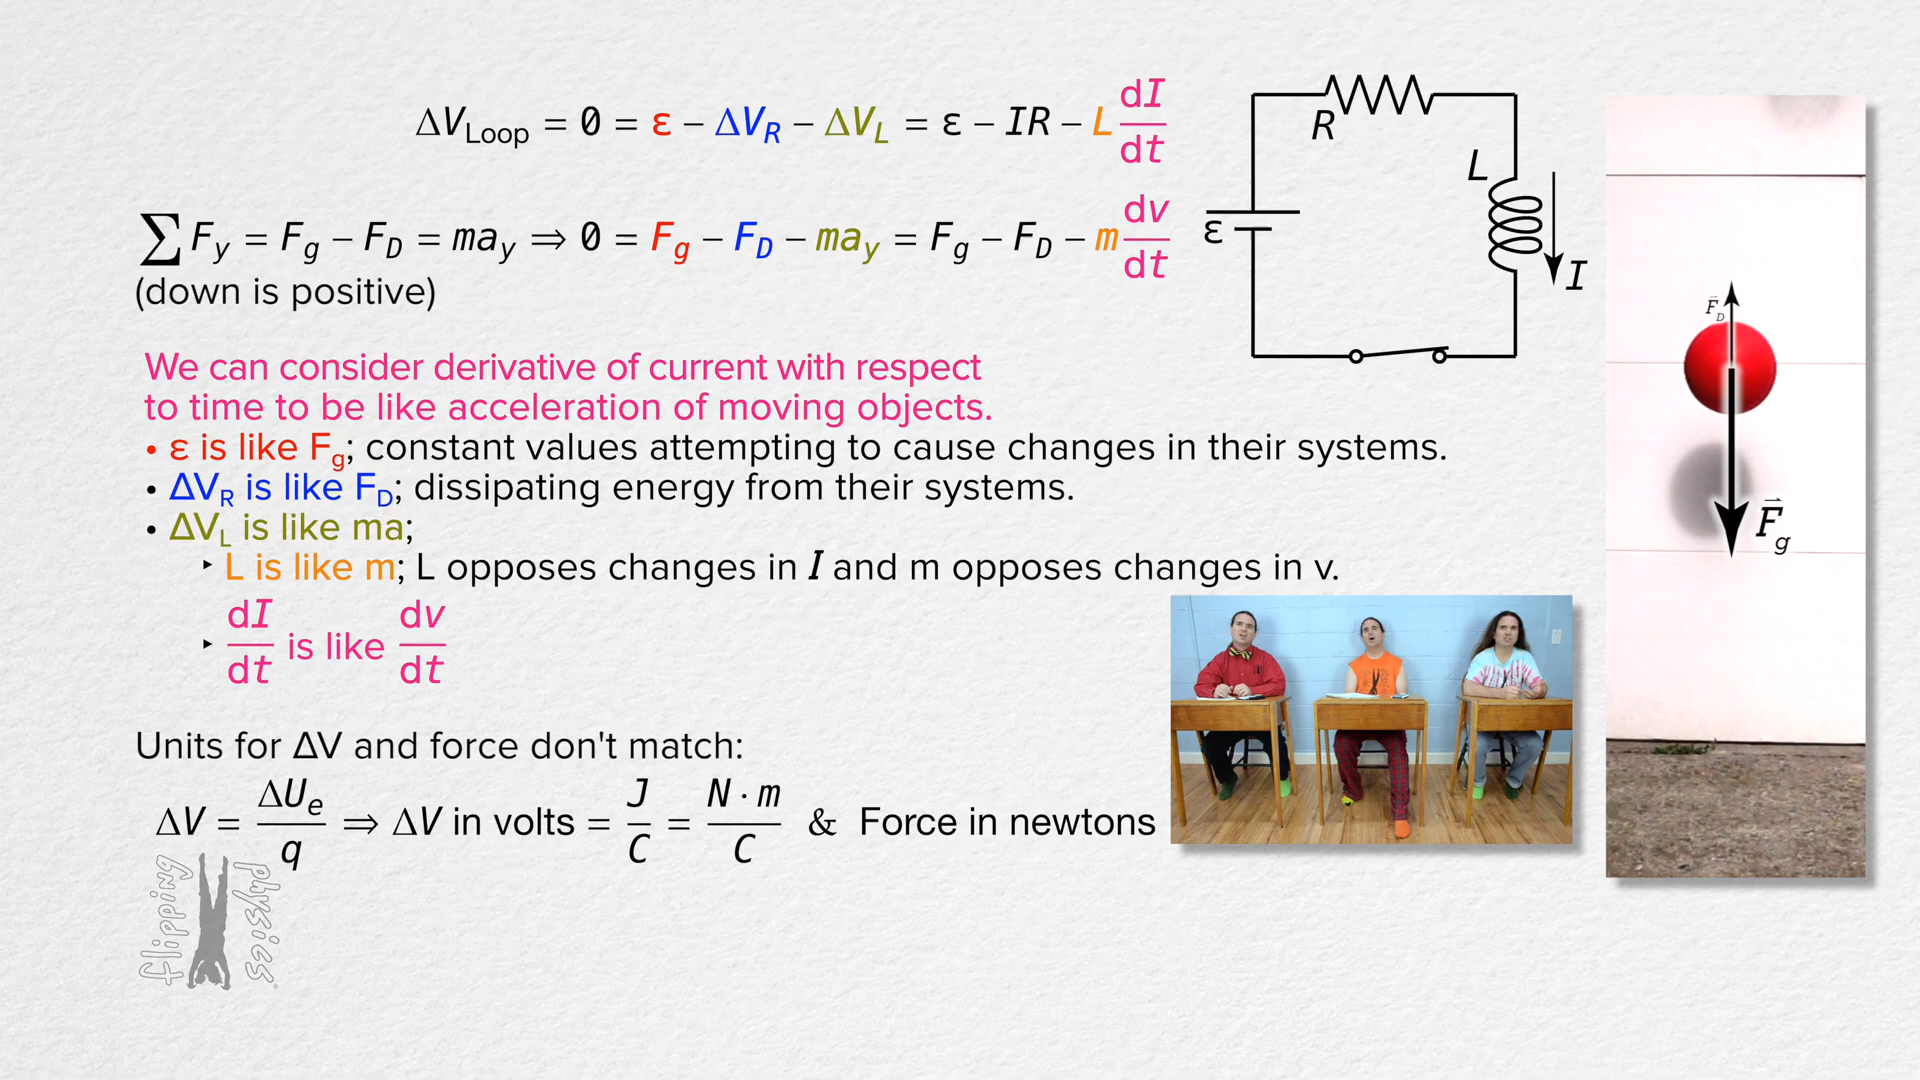 ΔV_Loop = 0 = ε − ΔV_R − ΔV_L = ε − IR − L dI/dt
∑F_y = F_g − F_D = ma_y ⇒ 0 = F_g − F_D − ma_y = F_g − F_D − m dv/dt
(down is positive)
R
L
ε
I
F⃗_D
F⃗_g
We can consider derivative of current with respect
to time to be like acceleration of moving objects.
• ε is like F_g; constant values attempting to cause changes in their systems.
• ΔV_R is like F_D; dissipating energy from their systems.
• ΔV_L is like ma;
‣ L is like m; L opposes changes in I and m opposes changes in v.
‣ dI/dt is like dv/dt
Units for ΔV and force don't match:
ΔV = ΔU_e/q ⇒ ΔV in volts = J/C = N·m/C & Force in newtons
flipping physics